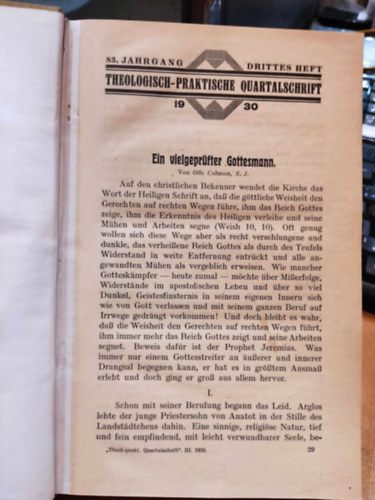 83. JAHRGANG DRITTES HEFT
THEOLOGISCH-PRAKTISCHE QUARTALSCHRIFT
19 30
Ein vielgeprüfter Gottesmann.
Von Otto Cohausz, S. J.
Auf den christlichen Bekenner wendet die Kirche das
Wort der Heiligen Schrift an, daß die göttliche Weisheit den
Gerechten auf rechten Wegen führe, ihm das Reich Gottes
zeige, ihm die Erkenntnis des Heiligen verleihe und seine
Mühen und Arbeiten segne (Weish 10, 10). Oft genug
wollen sich diese Wege aber als recht verschlungene und
dunkle, das verheißene Reich Gottes als durch des Teufels
Widerstand in weite Entfernung entrückt und alle an-
gewandten Mühen als vergeblich erweisen. Wie mancher
Gotteskämpfer — heute zumal — möchte über Mißerfolge,
Widerstände im apostolischen Leben und über so viel
Dunkel, Geistesfinsternis in seinem eigenen Innern sich
wie von Gott verlassen und mit seinem ganzen Beruf auf
Irrwege gedrängt vorkommen! Und doch bleibt es wahr,
daß die Weisheit den Gerechten auf rechten Wegen führt,
ihm immer mehr das Reich Gottes zeigt und seine Arbeiten
segnet. Beweis dafür ist der Prophet Jeremias. Was
immer nur einem Gottesstreiter an äußerer und innerer
Drangsal begegnen kann, er hat es in größtem Ausmaß
erlebt und doch ging er groß aus allem hervor.
I.
Schon mit seiner Berufung begann das Leid. Arglos
lebte der junge Priestersohn von Anatot in der Stille des
Landstädtchens dahin. Eine sinnige, religiöse Natur, tief
und fein empfindend, mit leicht verwundbarer Seele, be-
„Theol.-prakt. Quartalschrift". III. 1930. 29